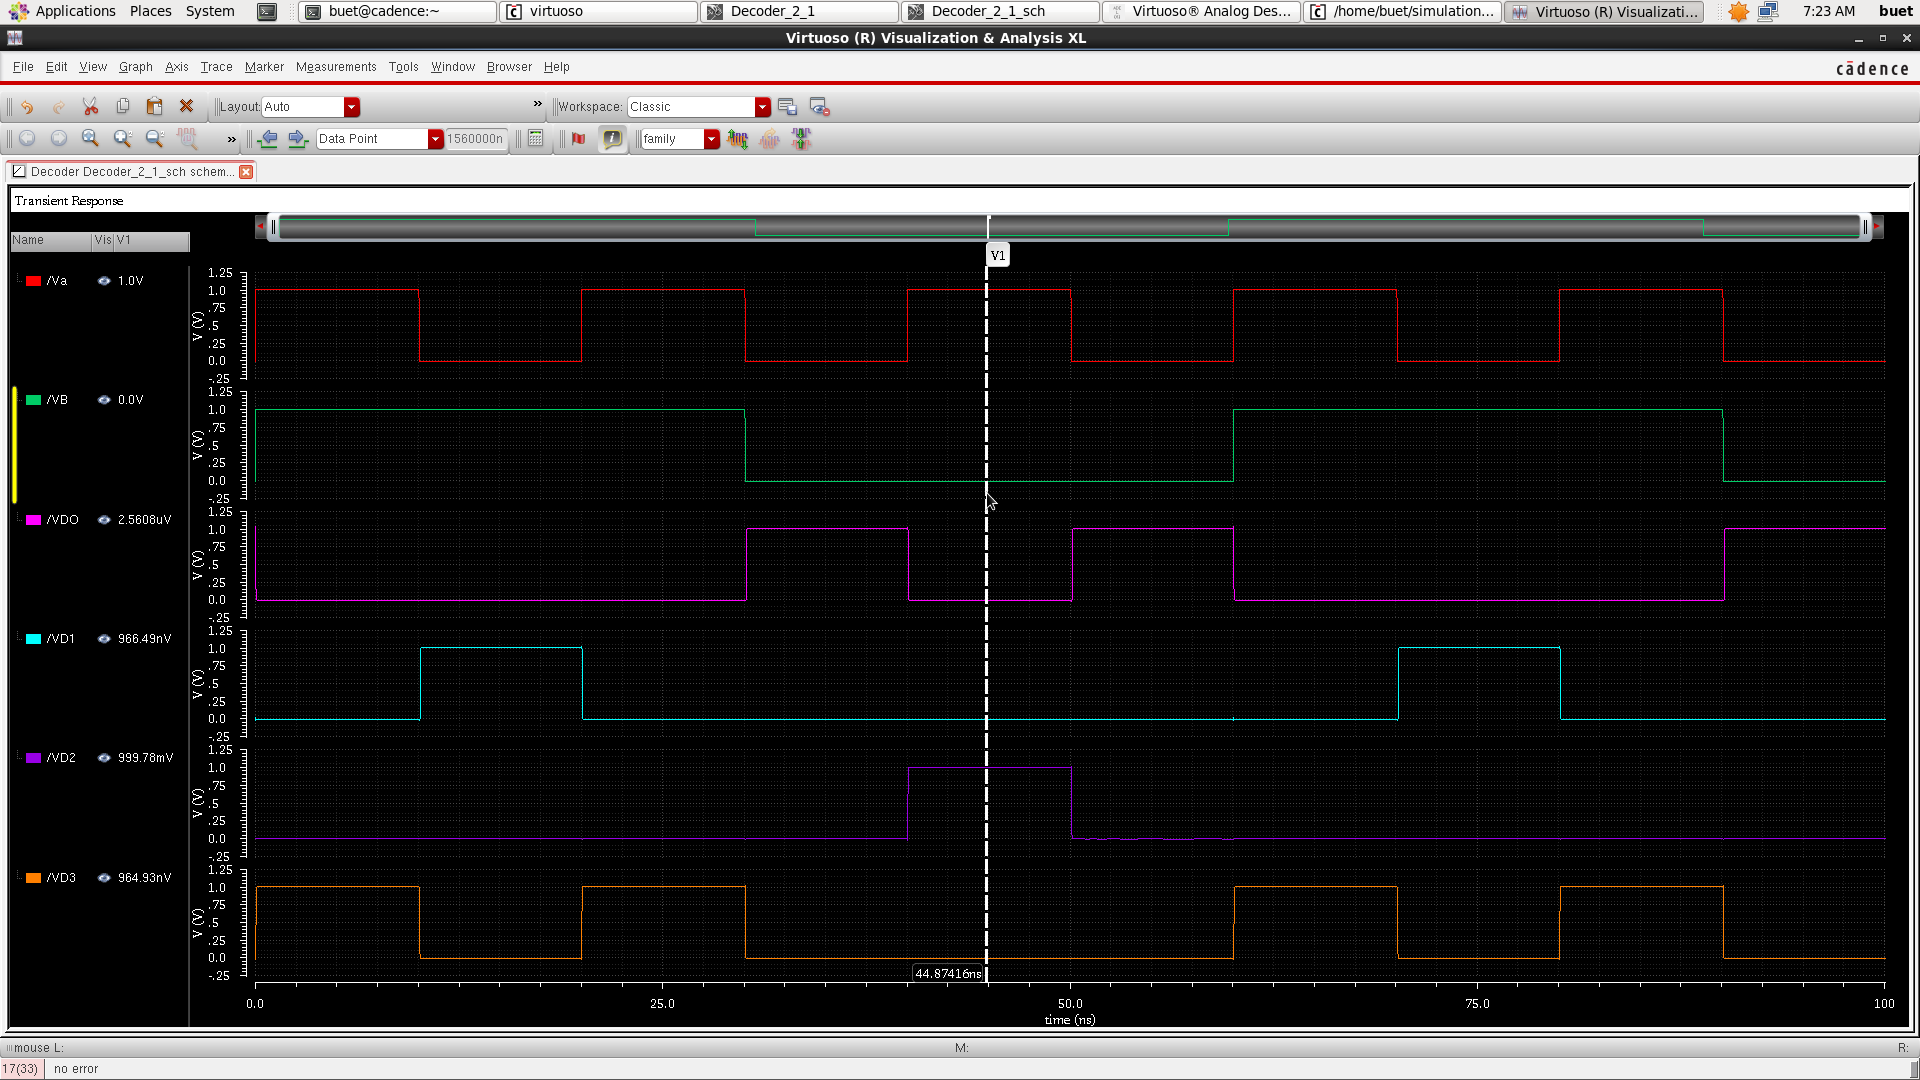 Applications Places System buet@cadence:~ virtuoso Decoder_2_1 Decoder_2_1_sch Virtuoso® Analog Des... /home/buet/simulation... Virtuoso (R) Visualizati... 7:23 AM buet
Virtuoso (R) Visualization & Analysis XL
File Edit View Graph Axis Trace Marker Measurements Tools Window Browser Help cādence
Layout: Auto » Workspace: Classic
» Data Point 1560000n family
Decoder Decoder_2_1_sch schem...
Transient Response
Name Vis V1
V1
/Va 1.0V
V (V)
1.25
1.0
.75
.5
.25
0.0
-.25
/VB 0.0V
V (V)
1.25
1.0
.75
.5
.25
0.0
-.25
/VDO 2.5608uV
V (V)
1.25
1.0
.75
.5
.25
0.0
-.25
/VD1 966.49nV
V (V)
1.25
1.0
.75
.5
.25
0.0
-.25
/VD2 999.78mV
V (V)
1.25
1.0
.75
.5
.25
0.0
-.25
/VD3 964.93nV
V (V)
1.25
1.0
.75
.5
.25
0.0
-.25
44.87416ns
0.0 25.0 50.0 75.0 100
time (ns)
mouse L: M: R:
17(33) no error